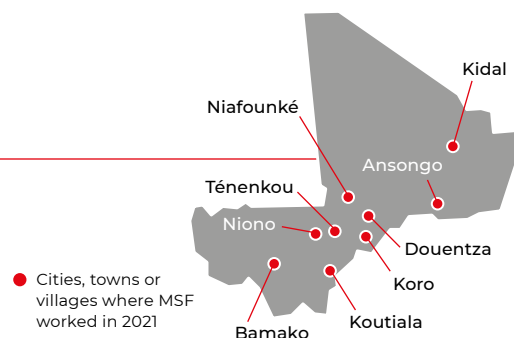 Kidal
Niafounké
Ansongo
Ténenkou
Niono
Douentza
Koro
Cities, towns or
villages where MSF
worked in 2021
Koutiala
Bamako